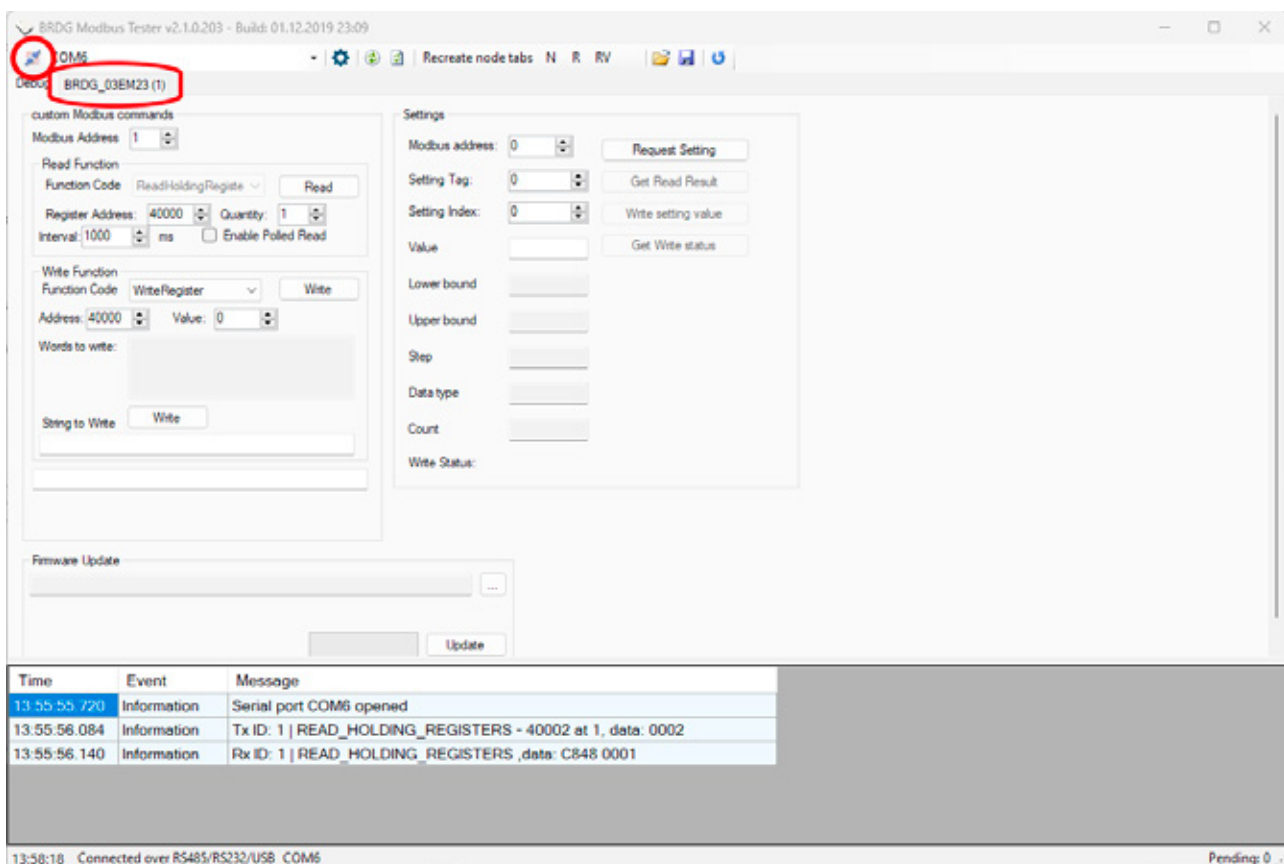 BRDG Modbus Tester v2.1.0.203 - Build: 01.12.2019 23:09
COM6 Recreate node tabs N R RV
Debug BRDG_03EM23 (1)
custom Modbus commands
Modbus Address 1
Read Function
Function Code ReadHoldingRegiste Read
Register Address: 40000 Quantity: 1
Interval: 1000 ms Enable Polled Read
Write Function
Function Code WriteRegister Write
Address: 40000 Value: 0
Words to write:
String to Write Write
Settings
Modbus address: 0 Request Setting
Setting Tag: 0 Get Read Result
Setting Index: 0 Write setting value
Value Get Write status
Lower bound
Upper bound
Step
Data type
Count
Write Status:
Firmware Update
...
Update
Time Event Message
13:55:55.720 Information Serial port COM6 opened
13:55:56.084 Information Tx ID: 1 | READ_HOLDING_REGISTERS - 40002 at 1, data: 0002
13:55:56.140 Information Rx ID: 1 | READ_HOLDING_REGISTERS ,data: C848 0001
13:58:18 Connected over RS485/RS232/USB COM6 Pending: 0